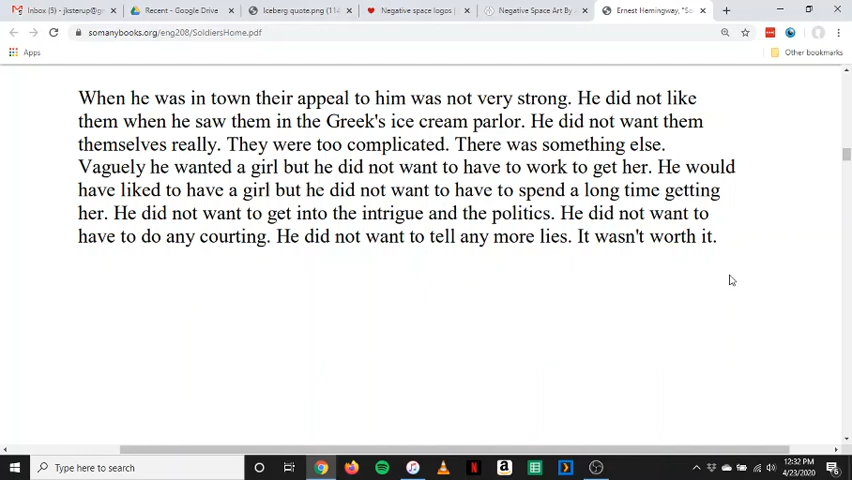 Inbox (5) - jksterup@gr
Recent - Google Drive
Iceberg quote.png (114
Negative space logos |
Negative Space Art By
Ernest Hemingway, "So
somanybooks.org/eng208/SoldiersHome.pdf
Apps
Other bookmarks
When he was in town their appeal to him was not very strong. He did not like
them when he saw them in the Greek's ice cream parlor. He did not want them
themselves really. They were too complicated. There was something else.
Vaguely he wanted a girl but he did not want to have to work to get her. He would
have liked to have a girl but he did not want to have to spend a long time getting
her. He did not want to get into the intrigue and the politics. He did not want to
have to do any courting. He did not want to tell any more lies. It wasn't worth it.
Type here to search
12:32 PM
4/23/2020